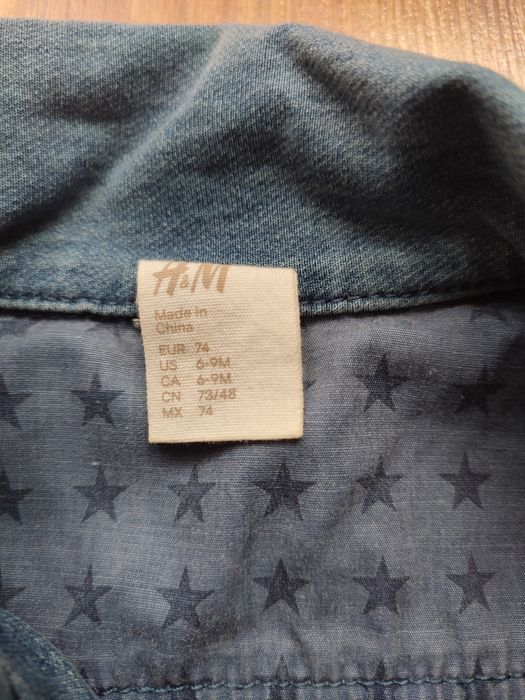 H&M
Made in
China
EUR 74
US 6-9M
CA 6-9M
CN 73/48
MX 74